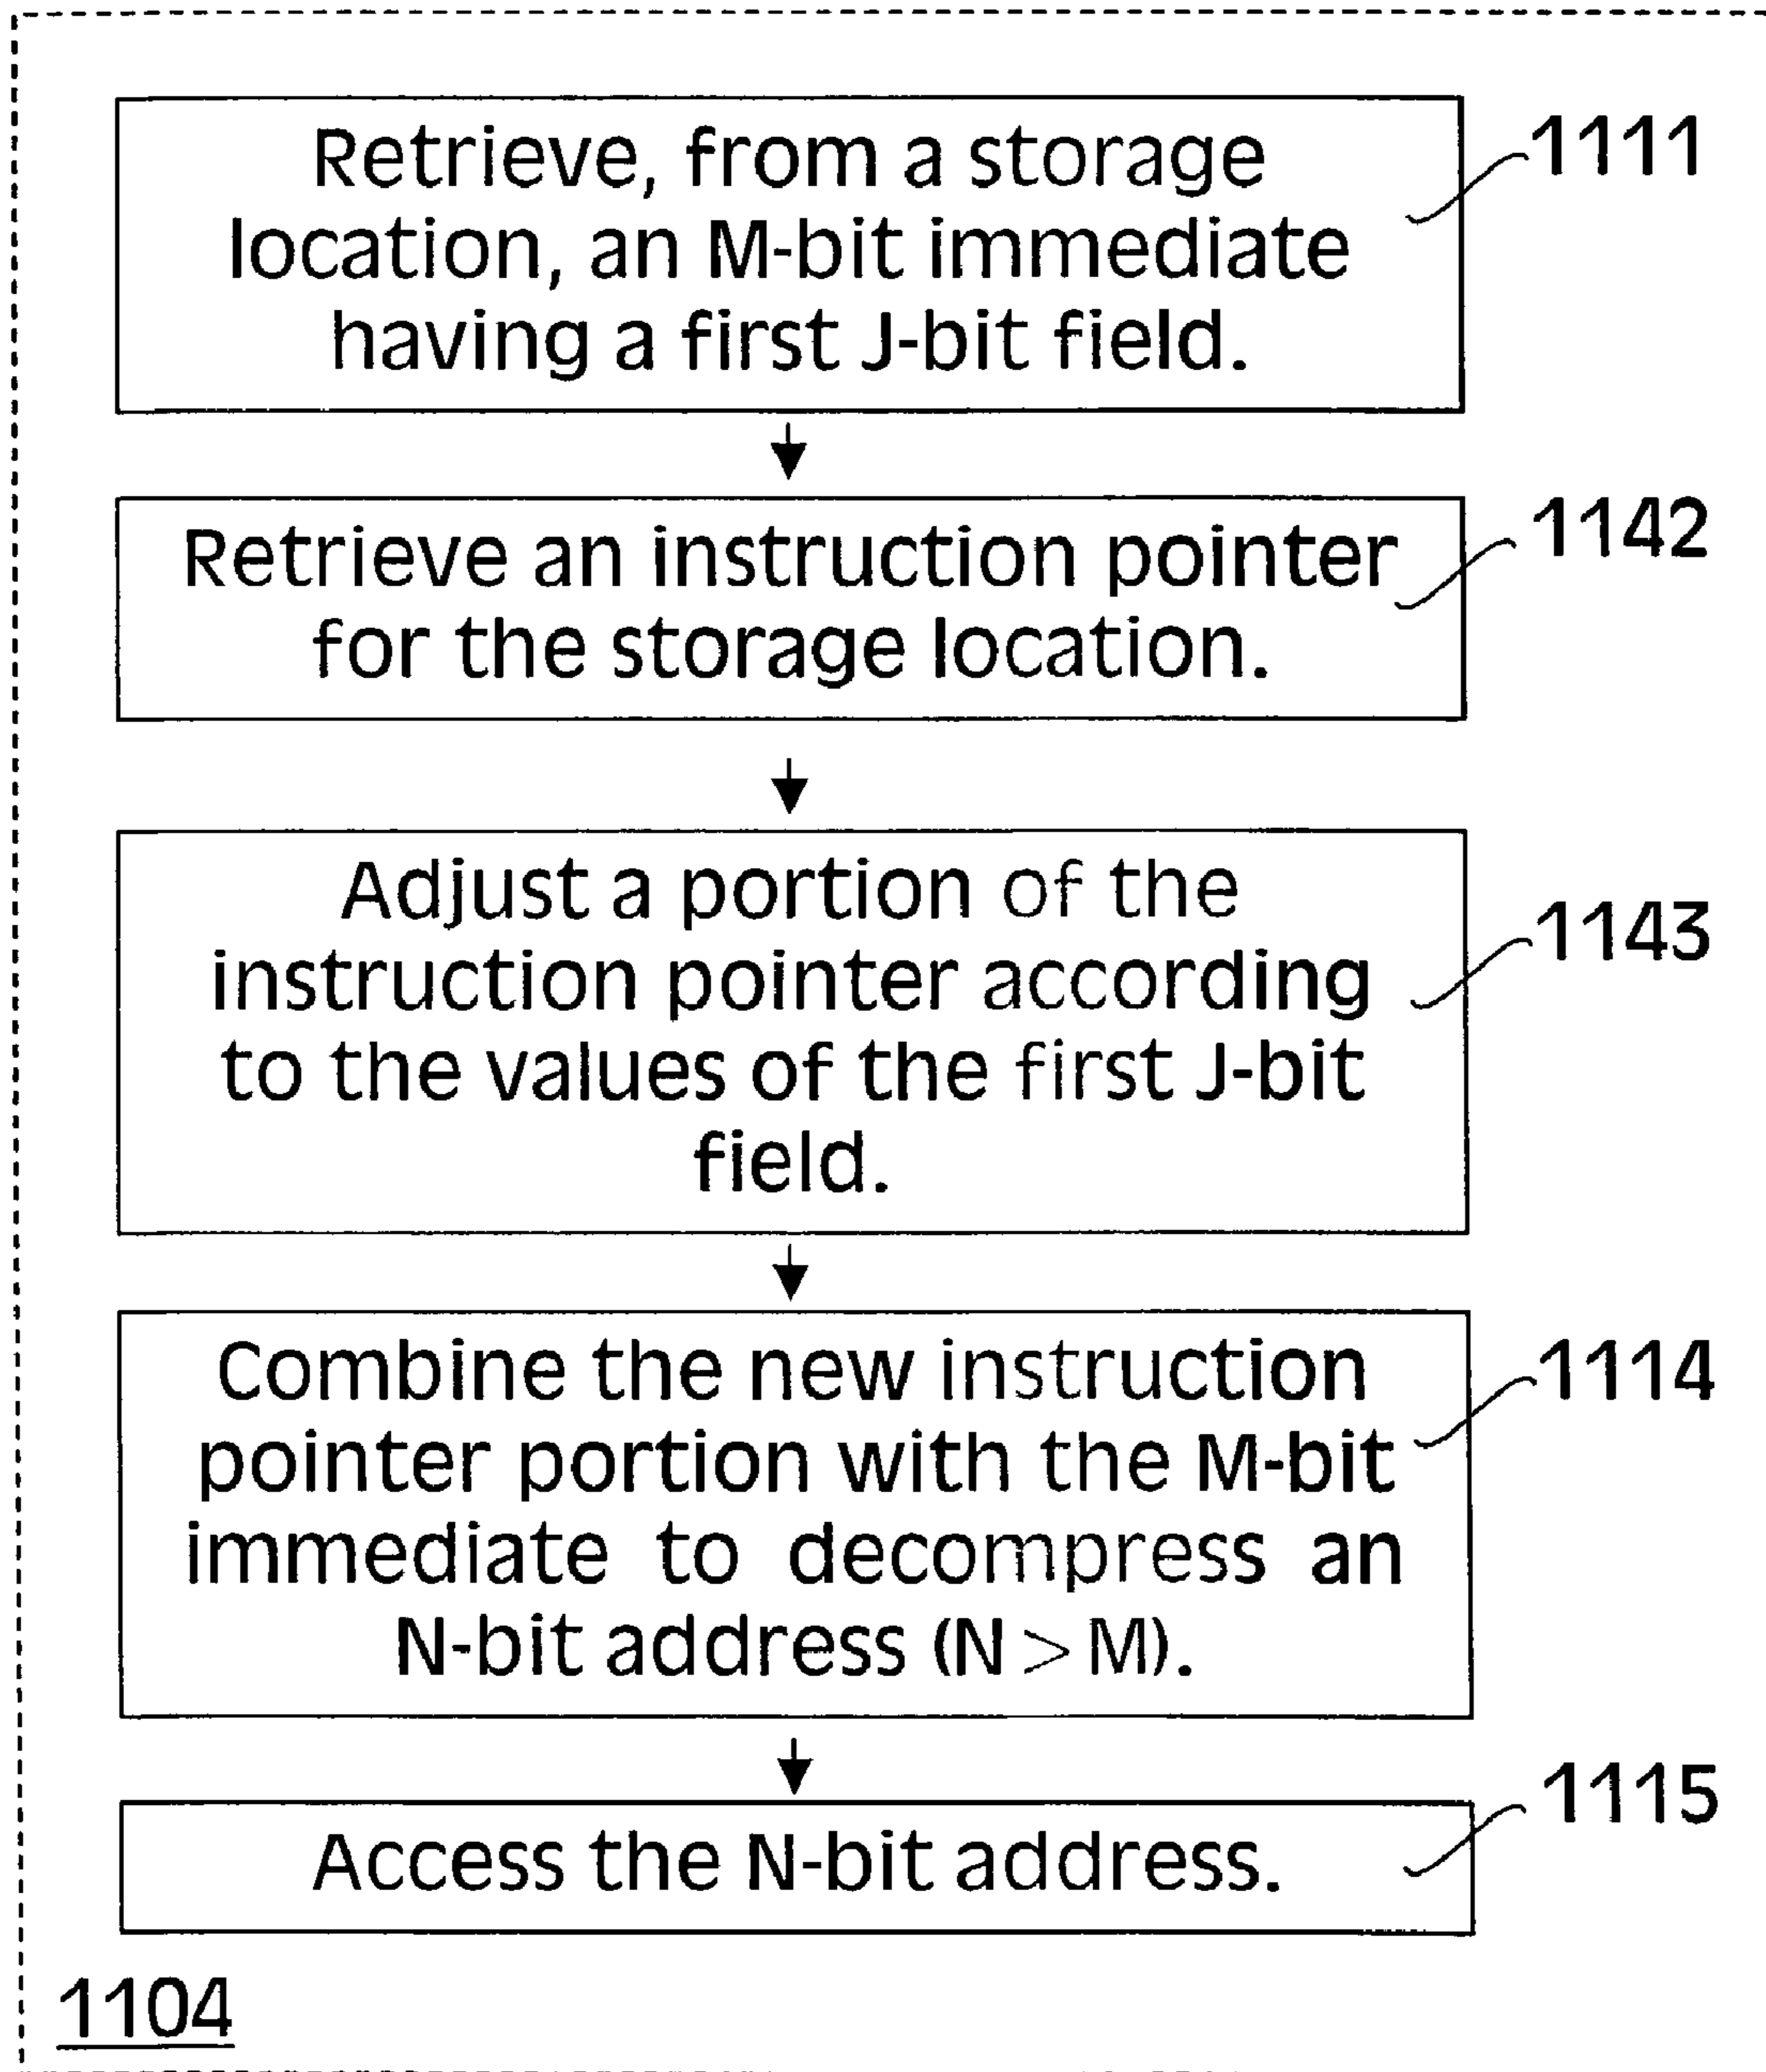 Retrieve, from a storage
location, an M-bit immediate
having a first J-bit field.
1111
Retrieve an instruction pointer
for the storage location.
1142
Adjust a portion of the
instruction pointer according
to the values of the first J-bit
field.
1143
Combine the new instruction
pointer portion with the M-bit
immediate to decompress an
N-bit address (N > M).
1114
Access the N-bit address.
1115
1104